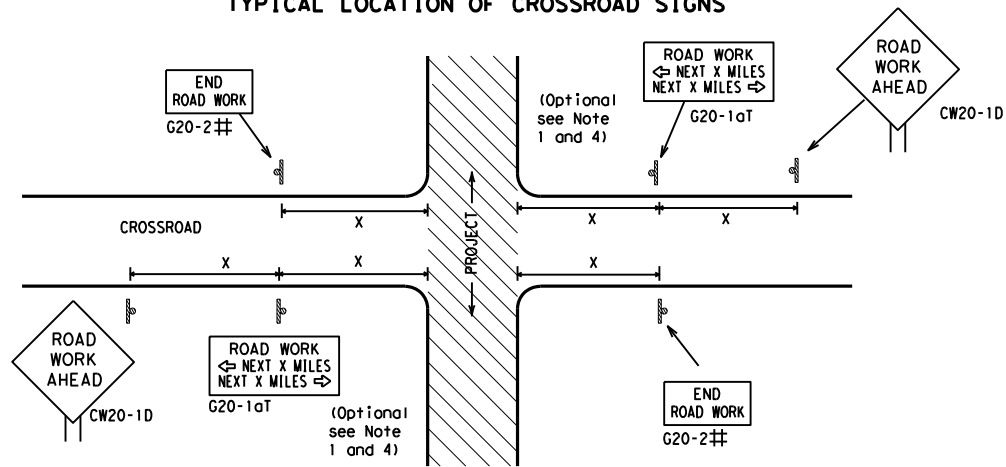 TYPICAL LOCATION OF CROSSROAD SIGNS
END
ROAD WORK
G20-2⌗
ROAD WORK
⇦ NEXT X MILES
NEXT X MILES ⇨
G20-1aT
(Optional
see Note
1 and 4)
ROAD
WORK
AHEAD
CW20-1D
X
X
X
CROSSROAD
PROJECT
X
X
X
ROAD
WORK
AHEAD
CW20-1D
ROAD WORK
⇦ NEXT X MILES
NEXT X MILES ⇨
G20-1aT
(Optional
see Note
1 and 4)
END
ROAD WORK
G20-2⌗